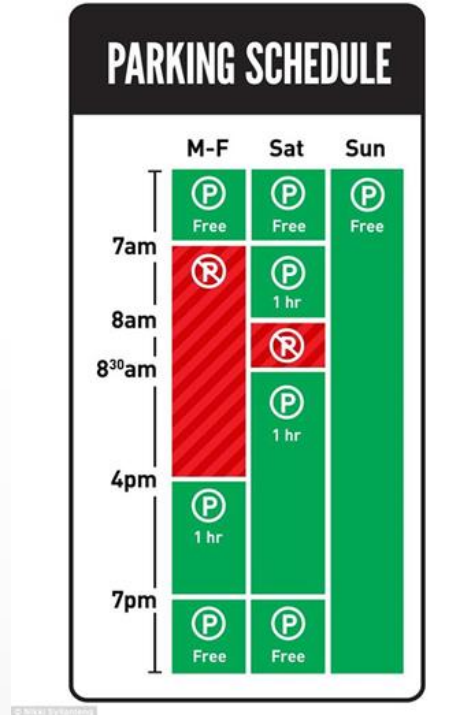 PARKING SCHEDULE
M-F Sat Sun
P P P
Free Free Free
7am
P P
1 hr
8am
P
8³⁰am
P
1 hr
4pm
P
1 hr
7pm
P P
Free Free